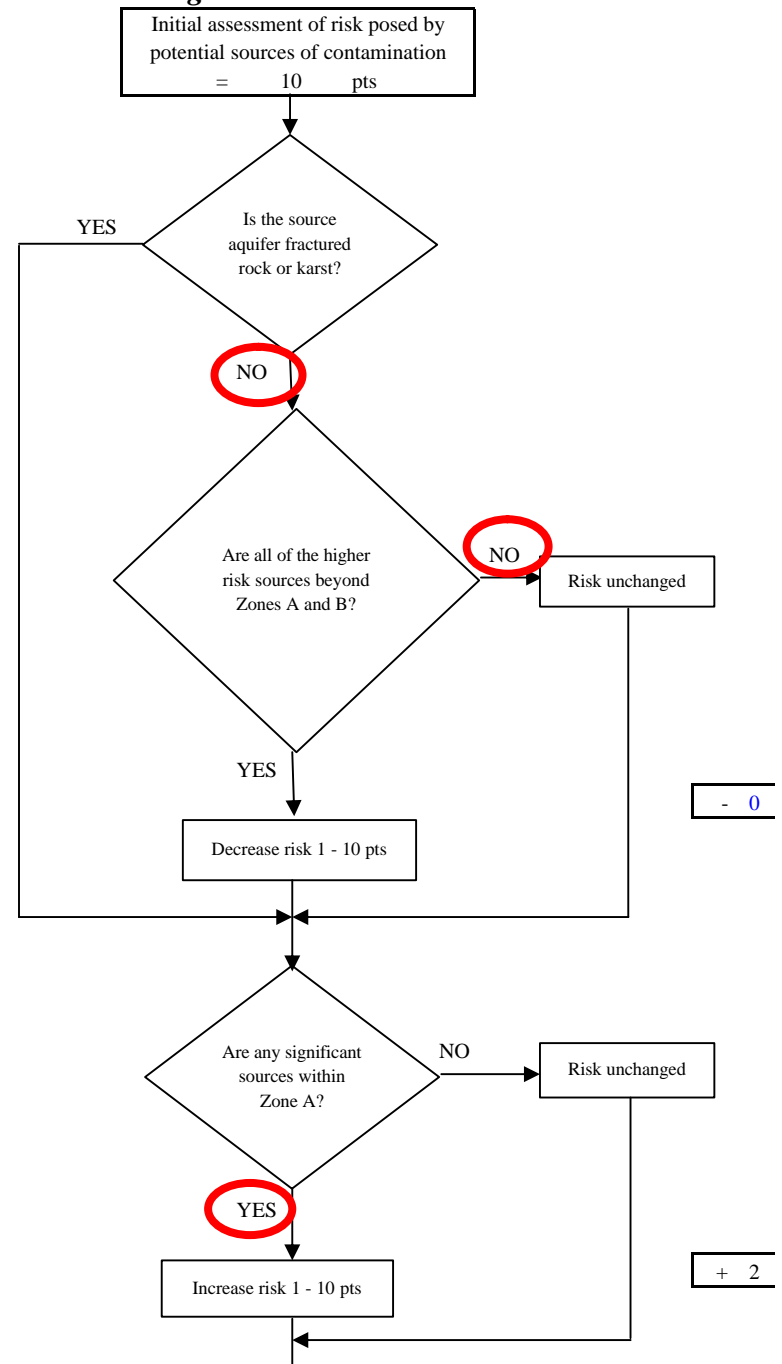 Initial assessment of risk posed by
potential sources of contamination
= 10 pts
YES
Is the source
aquifer fractured
rock or karst?
NO
Are all of the higher
risk sources beyond
Zones A and B?
NO
Risk unchanged
YES
- 0
Decrease risk 1 - 10 pts
Are any significant
sources within
Zone A?
NO
Risk unchanged
YES
+ 2
Increase risk 1 - 10 pts